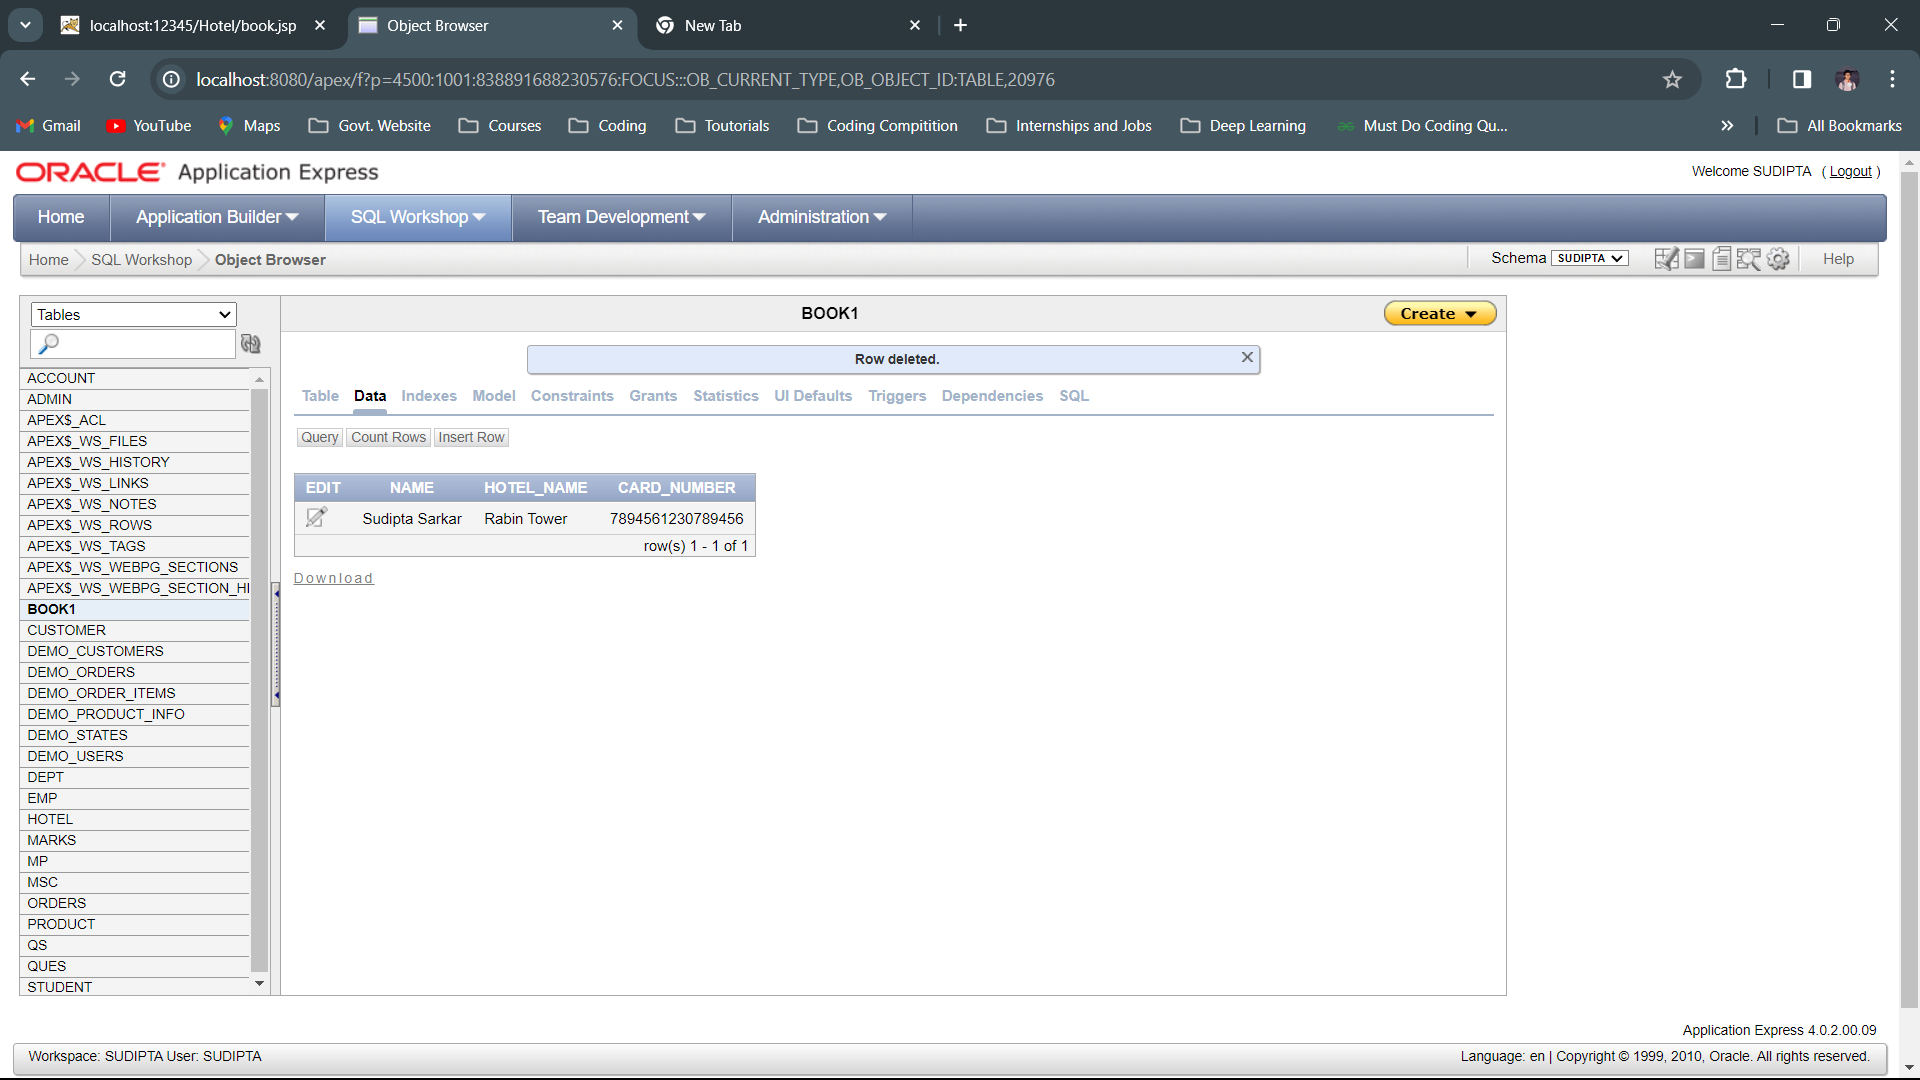 localhost:12345/Hotel/book.jsp
Object Browser
New Tab
localhost:8080/apex/f?p=4500:1001:838891688230576:FOCUS:::OB_CURRENT_TYPE,OB_OBJECT_ID:TABLE,20976
Gmail YouTube Maps Govt. Website Courses Coding Toutorials Coding Compitition Internships and Jobs Deep Learning Must Do Coding Qu... All Bookmarks
ORACLE Application Express
Welcome SUDIPTA ( Logout )
Home Application Builder SQL Workshop Team Development Administration
Home SQL Workshop Object Browser
Schema SUDIPTA Help
Tables
ACCOUNT
ADMIN
APEX$_ACL
APEX$_WS_FILES
APEX$_WS_HISTORY
APEX$_WS_LINKS
APEX$_WS_NOTES
APEX$_WS_ROWS
APEX$_WS_TAGS
APEX$_WS_WEBPG_SECTIONS
APEX$_WS_WEBPG_SECTION_HI
BOOK1
CUSTOMER
DEMO_CUSTOMERS
DEMO_ORDERS
DEMO_ORDER_ITEMS
DEMO_PRODUCT_INFO
DEMO_STATES
DEMO_USERS
DEPT
EMP
HOTEL
MARKS
MP
MSC
ORDERS
PRODUCT
QS
QUES
STUDENT
BOOK1
Create
Row deleted.
Table Data Indexes Model Constraints Grants Statistics UI Defaults Triggers Dependencies SQL
Query Count Rows Insert Row
EDIT NAME HOTEL_NAME CARD_NUMBER
Sudipta Sarkar Rabin Tower 7894561230789456
row(s) 1 - 1 of 1
Download
Application Express 4.0.2.00.09
Workspace: SUDIPTA User: SUDIPTA
Language: en | Copyright © 1999, 2010, Oracle. All rights reserved.